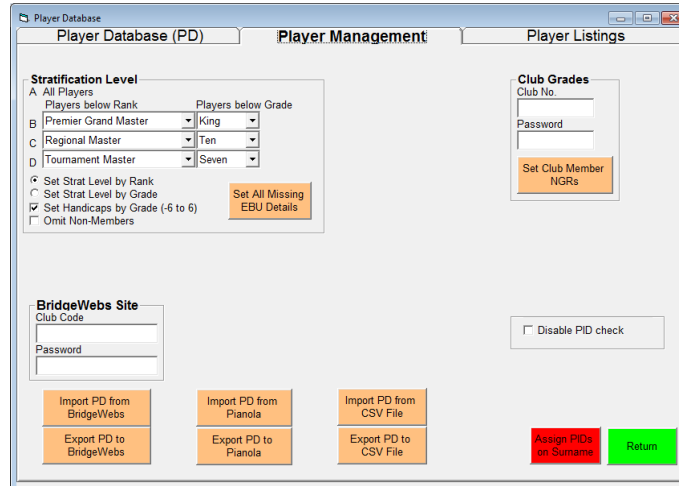 Player Database
Player Database (PD)
Player Management
Player Listings
Stratification Level
A All Players
Players below Rank Players below Grade
B Premier Grand Master King
C Regional Master Ten
D Tournament Master Seven
Set Strat Level by Rank
Set Strat Level by Grade
Set Handicaps by Grade (-6 to 6)
Omit Non-Members
Set All Missing
EBU Details
Club Grades
Club No.
Password
Set Club Member
NGRs
BridgeWebs Site
Club Code
Password
Disable PID check
Import PD from
BridgeWebs
Import PD from
Pianola
Import PD from
CSV File
Export PD to
BridgeWebs
Export PD to
Pianola
Export PD to
CSV File
Assign PIDs
on Surname
Return